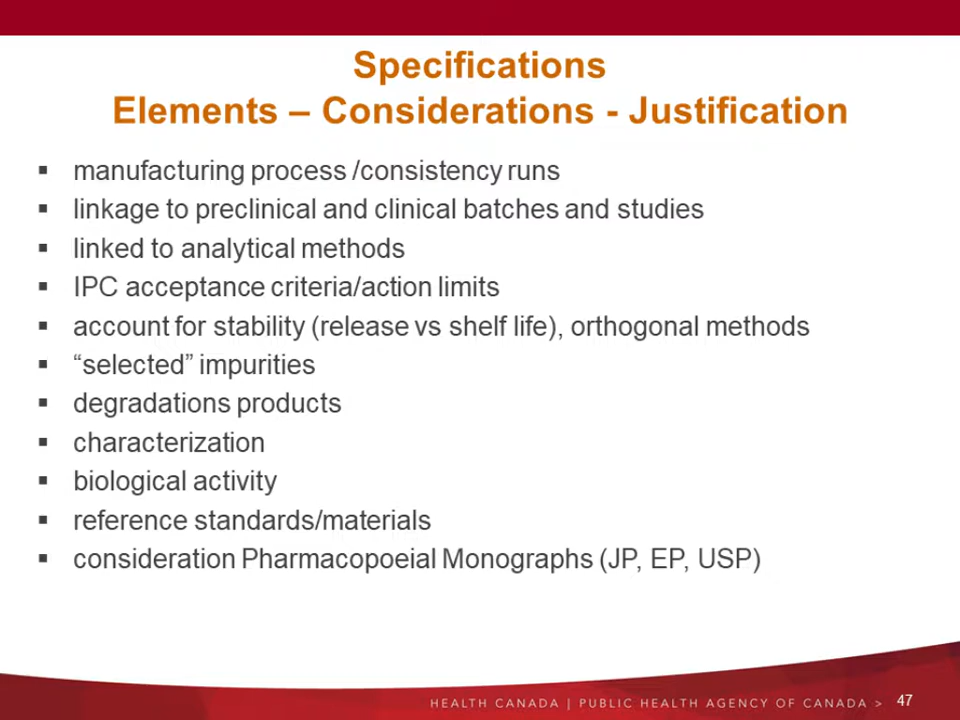 Specifications
Elements – Considerations - Justification
▪ manufacturing process /consistency runs
▪ linkage to preclinical and clinical batches and studies
▪ linked to analytical methods
▪ IPC acceptance criteria/action limits
▪ account for stability (release vs shelf life), orthogonal methods
▪ “selected” impurities
▪ degradations products
▪ characterization
▪ biological activity
▪ reference standards/materials
▪ consideration Pharmacopoeial Monographs (JP, EP, USP)
HEALTH CANADA | PUBLIC HEALTH AGENCY OF CANADA > 47